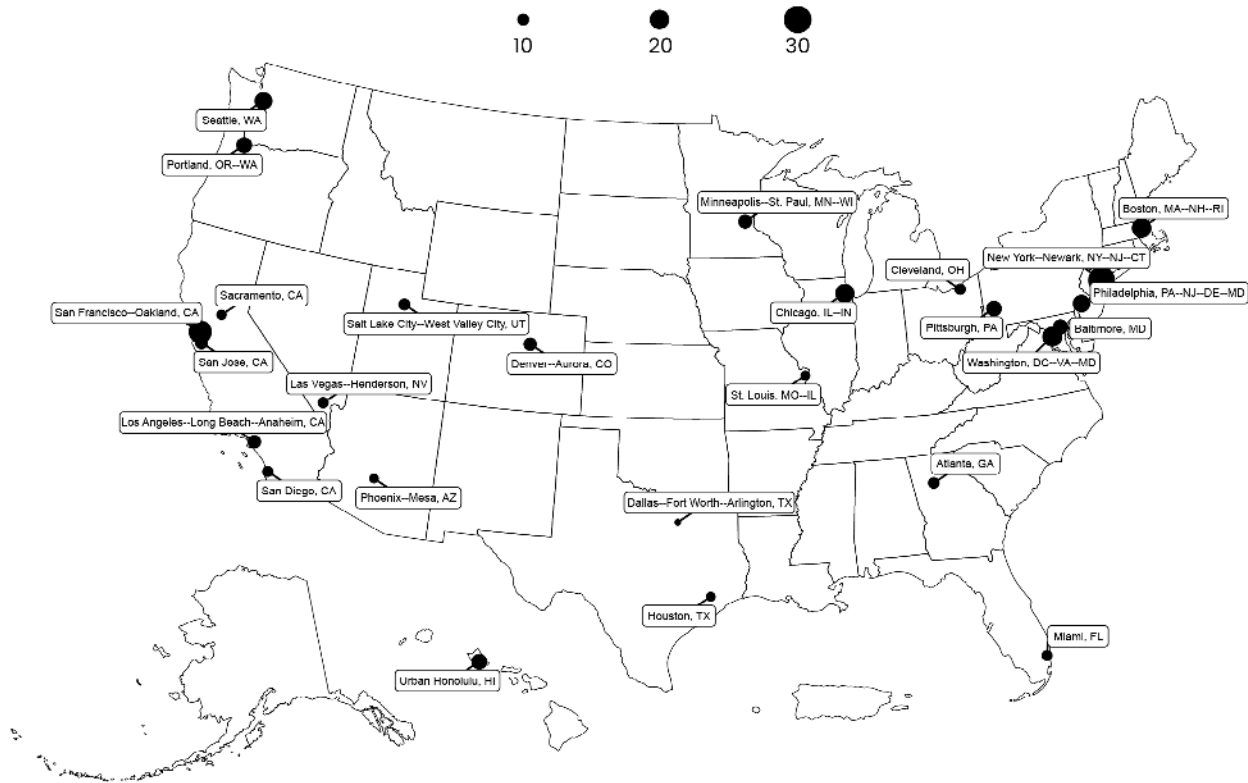 10 20 30
Seattle, WA
Portland, OR--WA
Minneapolis--St. Paul, MN--WI
Boston, MA--NH--RI
New York--Newark, NY--NJ--CT
Cleveland, OH
Philadelphia, PA--NJ--DE--MD
Sacramento, CA
San Francisco--Oakland, CA
Chicago, IL--IN
Pittsburgh, PA
Baltimore, MD
Salt Lake City--West Valley City, UT
San Jose, CA
Denver--Aurora, CO
Washington, DC--VA--MD
Las Vegas--Henderson, NV
St. Louis, MO--IL
Los Angeles--Long Beach--Anaheim, CA
Atlanta, GA
San Diego, CA
Phoenix--Mesa, AZ
Dallas--Fort Worth--Arlington, TX
Houston, TX
Miami, FL
Urban Honolulu, HI